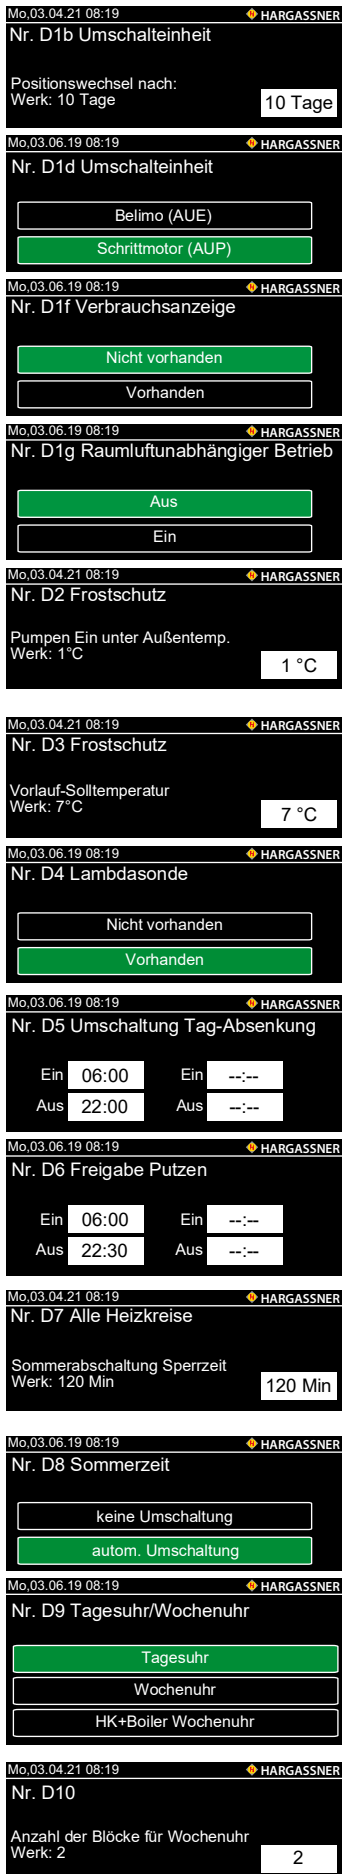 Mo,03.04.21 08:19 HARGASSNER
Nr. D1b Umschalteinheit
Positionswechsel nach:
Werk: 10 Tage
10 Tage
Mo,03.06.19 08:19 HARGASSNER
Nr. D1d Umschalteinheit
Belimo (AUE)
Schrittmotor (AUP)
Mo,03.06.19 08:19 HARGASSNER
Nr. D1f Verbrauchsanzeige
Nicht vorhanden
Vorhanden
Mo,03.06.19 08:19 HARGASSNER
Nr. D1g Raumluftunabhängiger Betrieb
Aus
Ein
Mo,03.04.21 08:19 HARGASSNER
Nr. D2 Frostschutz
Pumpen Ein unter Außentemp.
Werk: 1°C
1 °C
Mo,03.04.21 08:19 HARGASSNER
Nr. D3 Frostschutz
Vorlauf-Solltemperatur
Werk: 7°C
7 °C
Mo,03.06.19 08:19 HARGASSNER
Nr. D4 Lambdasonde
Nicht vorhanden
Vorhanden
Mo,03.06.19 08:19 HARGASSNER
Nr. D5 Umschaltung Tag-Absenkung
Ein 06:00 Ein --:--
Aus 22:00 Aus --:--
Mo,03.06.19 08:19 HARGASSNER
Nr. D6 Freigabe Putzen
Ein 06:00 Ein --:--
Aus 22:30 Aus --:--
Mo,03.04.21 08:19 HARGASSNER
Nr. D7 Alle Heizkreise
Sommerabschaltung Sperrzeit
Werk: 120 Min
120 Min
Mo,03.06.19 08:19 HARGASSNER
Nr. D8 Sommerzeit
keine Umschaltung
autom. Umschaltung
Mo,03.06.19 08:19 HARGASSNER
Nr. D9 Tagesuhr/Wochenuhr
Tagesuhr
Wochenuhr
HK+Boiler Wochenuhr
Mo,03.04.21 08:19 HARGASSNER
Nr. D10
Anzahl der Blöcke für Wochenuhr
Werk: 2
2